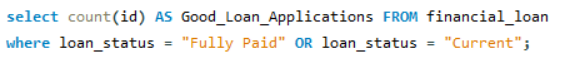 select count(id) AS Good_Loan_Applications FROM financial_loan
where loan_status = "Fully Paid" OR loan_status = "Current";